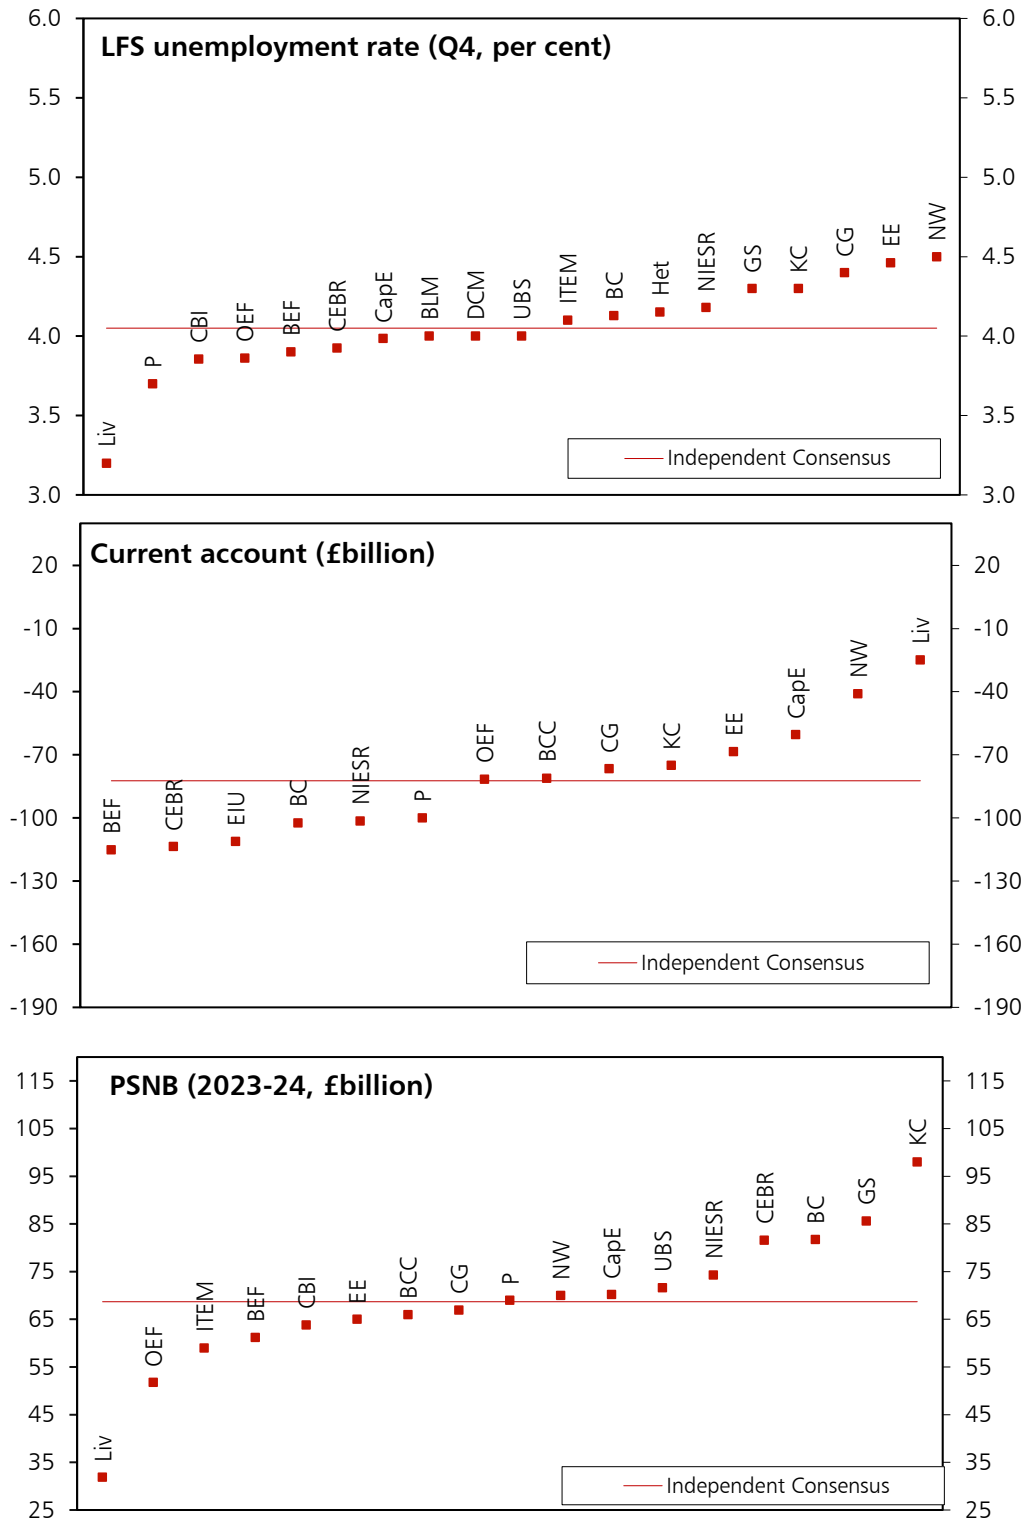 LFS unemployment rate (Q4, per cent)
6.0 6.0
5.5 5.5
5.0 5.0
4.5 4.5
4.0 4.0
3.5 3.5
3.0 3.0
Liv P CBI OEF BEF CEBR CapE BLM DCM UBS ITEM BC Het NIESR GS KC CG EE NW
Independent Consensus
Current account (£billion)
20 20
-10 -10
-40 -40
-70 -70
-100 -100
-130 -130
-160 -160
-190 -190
BEF CEBR EIU BC NIESR P OEF BCC CG KC EE CapE NW Liv
Independent Consensus
PSNB (2023-24, £billion)
115 115
105 105
95 95
85 85
75 75
65 65
55 55
45 45
35 35
25 25
Liv OEF ITEM BEF CBI EE BCC CG P NW CapE UBS NIESR CEBR BC GS KC
Independent Consensus